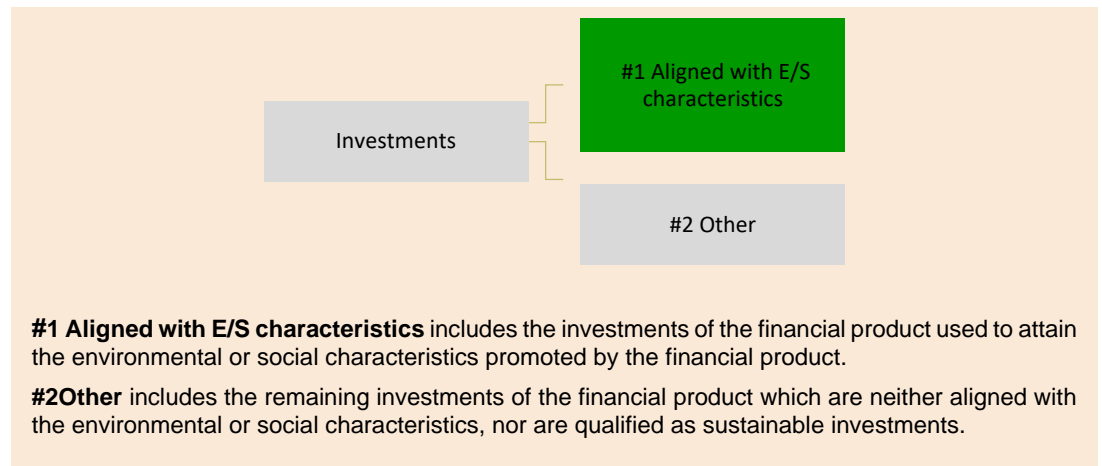 #1 Aligned with E/S
characteristics
Investments
#2 Other
#1 Aligned with E/S characteristics includes the investments of the financial product used to attain
the environmental or social characteristics promoted by the financial product.
#2Other includes the remaining investments of the financial product which are neither aligned with
the environmental or social characteristics, nor are qualified as sustainable investments.